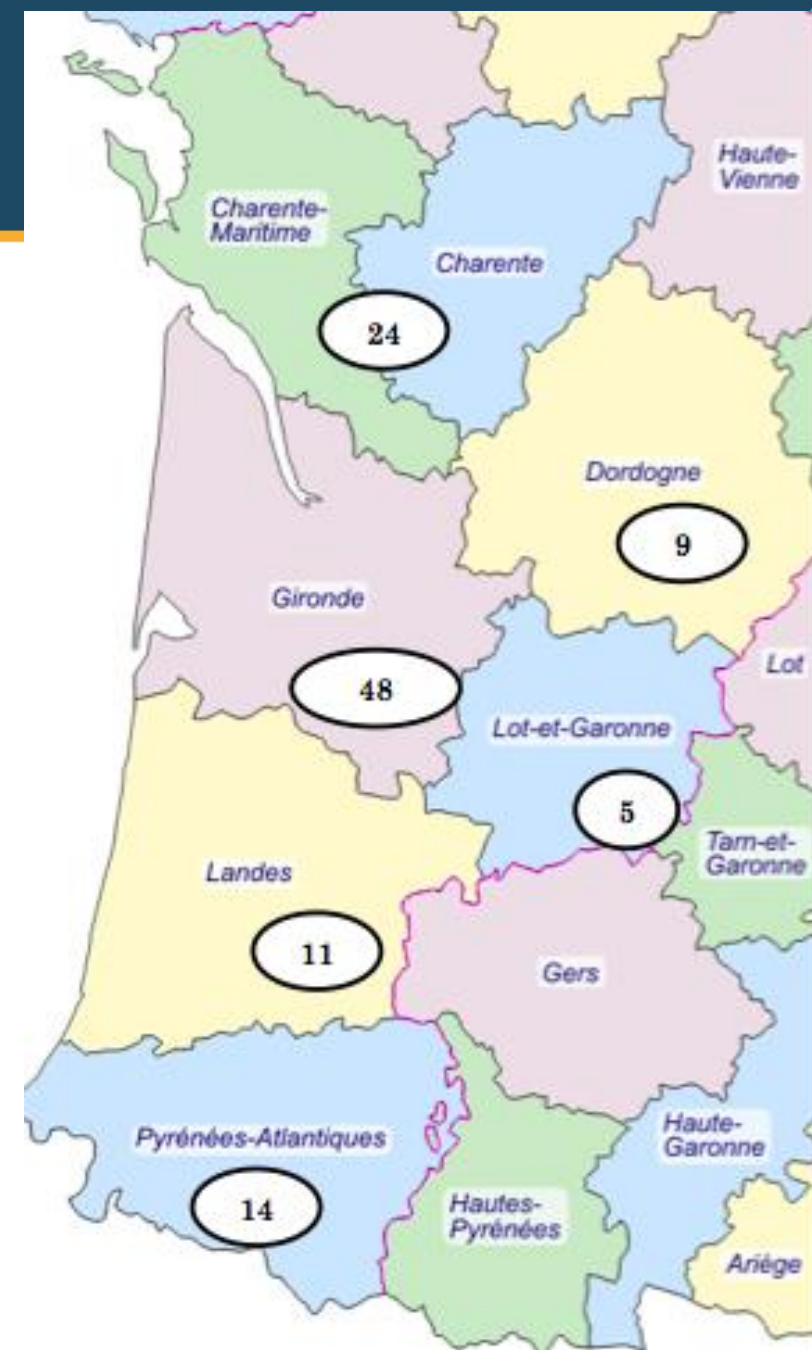 Haute-
Vienne
Charente-
Maritime
Charente
24
Dordogne
9
Gironde
Lot
48
Lot-et-Garonne
5
Tarn-et-
Garonne
Landes
11
Gers
Pyrénées-Atlantiques
Haute-
Garonne
14
Hautes-
Pyrénées
Ariège